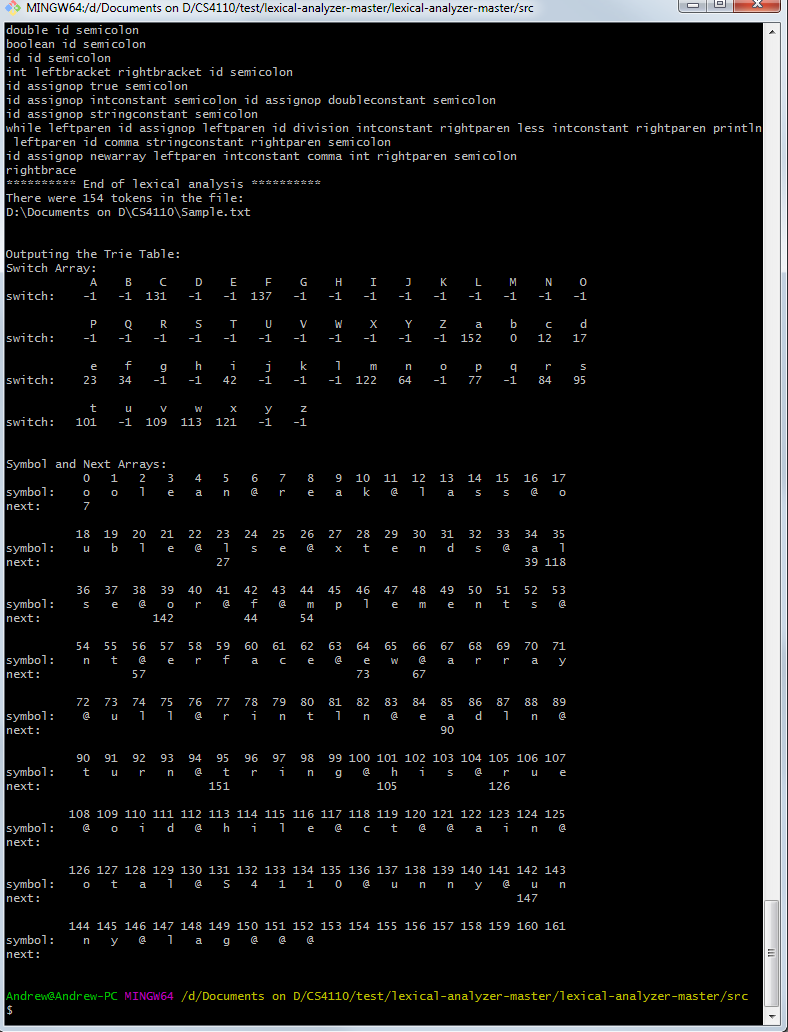 MINGW64:/d/Documents on D/CS4110/test/lexical-analyzer-master/lexical-analyzer-master/src
double id semicolon
boolean id semicolon
id id semicolon
int leftbracket rightbracket id semicolon
id assignop true semicolon
id assignop intconstant semicolon id assignop doubleconstant semicolon
id assignop stringconstant semicolon
while leftparen id assignop leftparen id division intconstant rightparen less intconstant rightparen println
leftparen id comma stringconstant rightparen semicolon
id assignop newarray leftparen intconstant comma int rightparen semicolon
rightbrace
********** End of lexical analysis **********
There were 154 tokens in the file:
D:\Documents on D\CS4110\Sample.txt
Outputing the Trie Table:
Switch Array:
A B C D E F G H I J K L M N O
switch: -1 -1 131 -1 -1 137 -1 -1 -1 -1 -1 -1 -1 -1 -1
P Q R S T U V W X Y Z a b c d
switch: -1 -1 -1 -1 -1 -1 -1 -1 -1 -1 -1 152 0 12 17
e f g h i j k l m n o p q r s
switch: 23 34 -1 -1 42 -1 -1 -1 122 64 -1 77 -1 84 95
t u v w x y z
switch: 101 -1 109 113 121 -1 -1
Symbol and Next Arrays:
0 1 2 3 4 5 6 7 8 9 10 11 12 13 14 15 16 17
symbol: o o l e a n @ r e a k @ l a s s @ o
next: 7
18 19 20 21 22 23 24 25 26 27 28 29 30 31 32 33 34 35
symbol: u b l e @ l s e @ x t e n d s @ a l
next: 27 39 118
36 37 38 39 40 41 42 43 44 45 46 47 48 49 50 51 52 53
symbol: s e @ o r @ f @ m p l e m e n t s @
next: 142 44 54
54 55 56 57 58 59 60 61 62 63 64 65 66 67 68 69 70 71
symbol: n t @ e r f a c e @ e w @ a r r a y
next: 57 73 67
72 73 74 75 76 77 78 79 80 81 82 83 84 85 86 87 88 89
symbol: @ u l l @ r i n t l n @ e a d l n @
next: 90
90 91 92 93 94 95 96 97 98 99 100 101 102 103 104 105 106 107
symbol: t u r n @ t r i n g @ h i s @ r u e
next: 151 105 126
108 109 110 111 112 113 114 115 116 117 118 119 120 121 122 123 124 125
symbol: @ o i d @ h i l e @ c t @ @ a i n @
next:
126 127 128 129 130 131 132 133 134 135 136 137 138 139 140 141 142 143
symbol: o t a l @ S 4 1 1 0 @ u n n y @ u n
next: 147
144 145 146 147 148 149 150 151 152 153 154 155 156 157 158 159 160 161
symbol: n y @ l a g @ @ @
next:
Andrew@Andrew-PC MINGW64 /d/Documents on D/CS4110/test/lexical-analyzer-master/lexical-analyzer-master/src
$